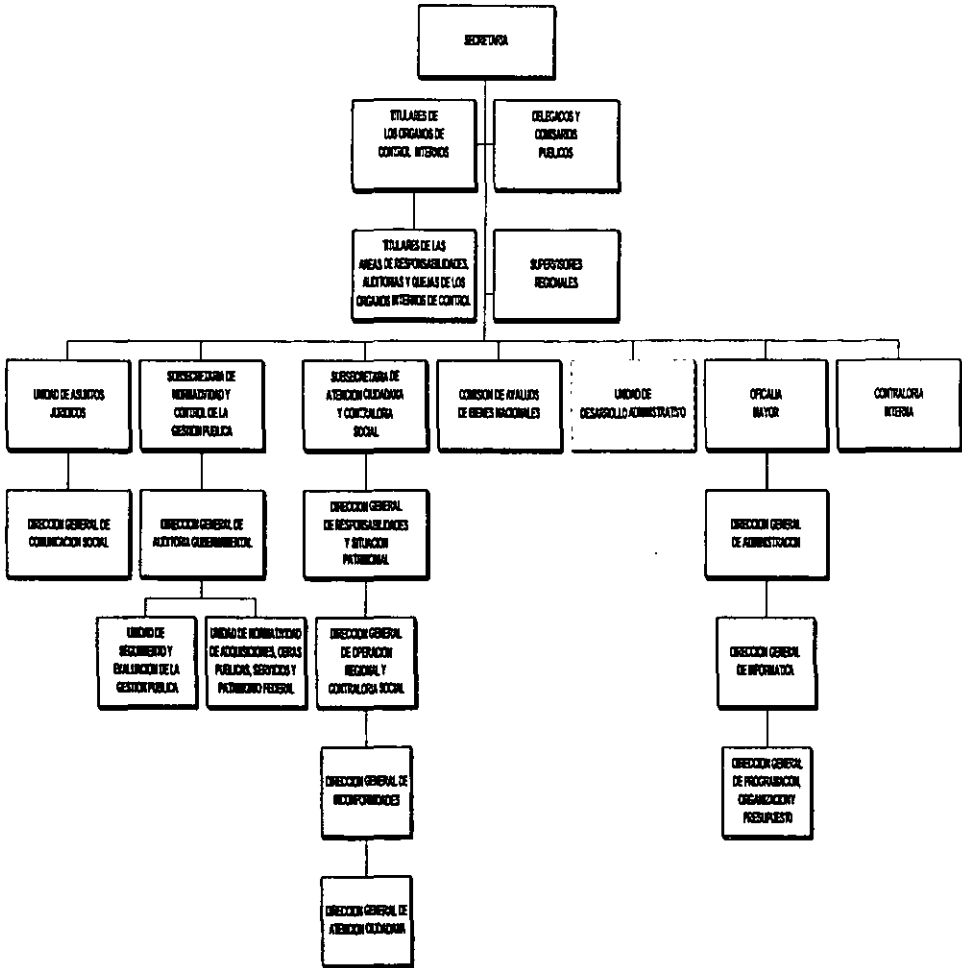 SECRETARIA
TITULARES DE
LOS ORGANOS DE
CONTROL INTERNOS
DELEGADOS Y
COMISARIOS
PUBLICOS
TITULARES DE LAS
AREAS DE RESPONSABILIDADES,
AUDITORIAS Y QUEJAS DE LOS
ORGANOS INTERNOS DE CONTROL
SUPERVISORES
REGIONALES
UNIDAD DE ASUNTOS
JURIDICOS
SUBSECRETARIA DE
NORMATIVIDAD Y
CONTROL DE LA
GESTION PUBLICA
SUBSECRETARIA DE
ATENCION CIUDADANA
Y CONTRALORIA
SOCIAL
COMISION DE AVALUOS
DE BIENES NACIONALES
UNIDAD DE
DESARROLLO ADMINISTRATIVO
OFICIALIA
MAYOR
CONTRALORIA
INTERNA
DIRECCION GENERAL DE
COMUNICACION SOCIAL
DIRECCION GENERAL DE
AUDITORIA GUBERNAMENTAL
DIRECCION GENERAL
DE RESPONSABILIDADES
Y SITUACION
PATRIMONIAL
DIRECCION GENERAL
DE ADMINISTRACION
UNIDAD DE
SEGUIMIENTO Y
EVALUACION DE LA
GESTION PUBLICA
UNIDAD DE NORMATIVIDAD
DE ADQUISICIONES, OBRAS
PUBLICAS, SERVICIOS Y
PATRIMONIO FEDERAL
DIRECCION GENERAL
DE OPERACION
REGIONAL Y
CONTRALORIA SOCIAL
DIRECCION GENERAL
DE INFORMATICA
DIRECCION GENERAL DE
INCONFORMIDADES
DIRECCION GENERAL
DE PROGRAMACION,
ORGANIZACION Y
PRESUPUESTO
DIRECCION GENERAL DE
ATENCION CIUDADANA